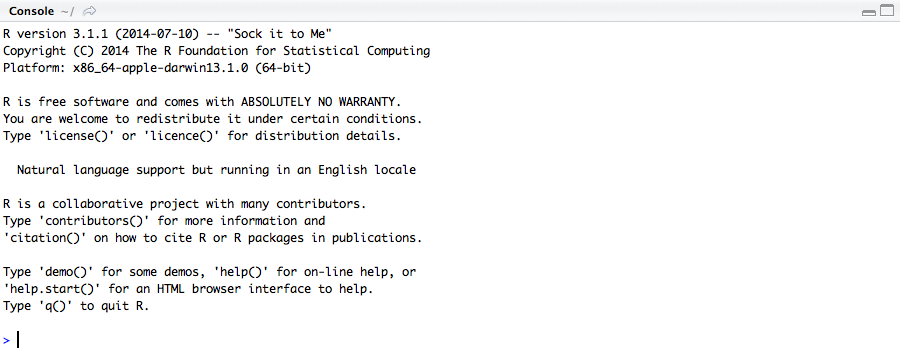 Console ~/
R version 3.1.1 (2014-07-10) -- "Sock it to Me"
Copyright (C) 2014 The R Foundation for Statistical Computing
Platform: x86_64-apple-darwin13.1.0 (64-bit)
R is free software and comes with ABSOLUTELY NO WARRANTY.
You are welcome to redistribute it under certain conditions.
Type 'license()' or 'licence()' for distribution details.
Natural language support but running in an English locale
R is a collaborative project with many contributors.
Type 'contributors()' for more information and
'citation()' on how to cite R or R packages in publications.
Type 'demo()' for some demos, 'help()' for on-line help, or
'help.start()' for an HTML browser interface to help.
Type 'q()' to quit R.
>